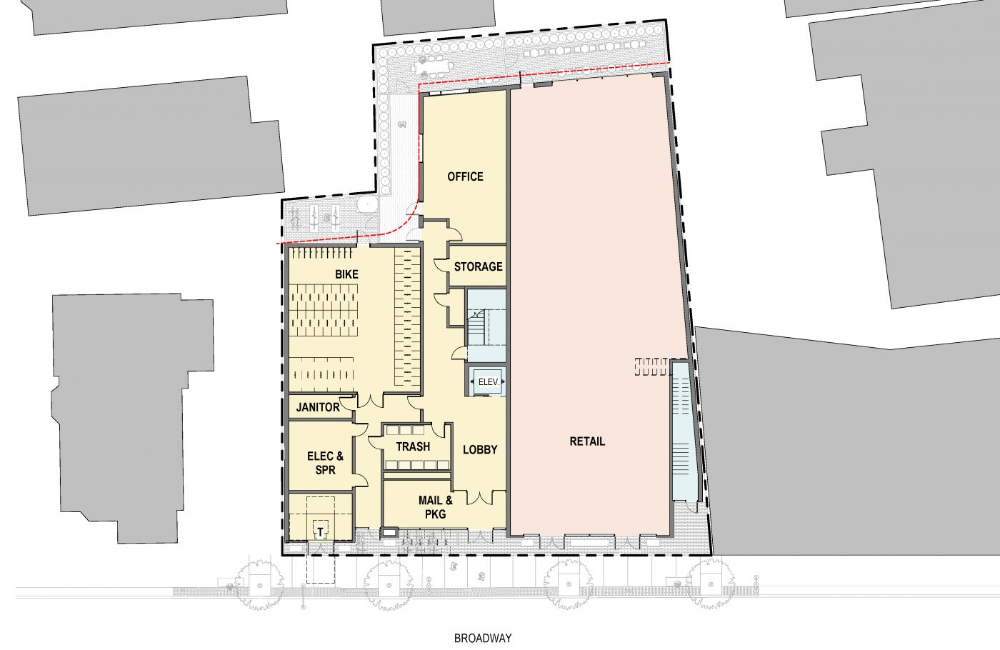 OFFICE
STORAGE
BIKE
ELEV.
JANITOR
RETAIL
TRASH
LOBBY
ELEC &
SPR
MAIL &
PKG
T
BROADWAY